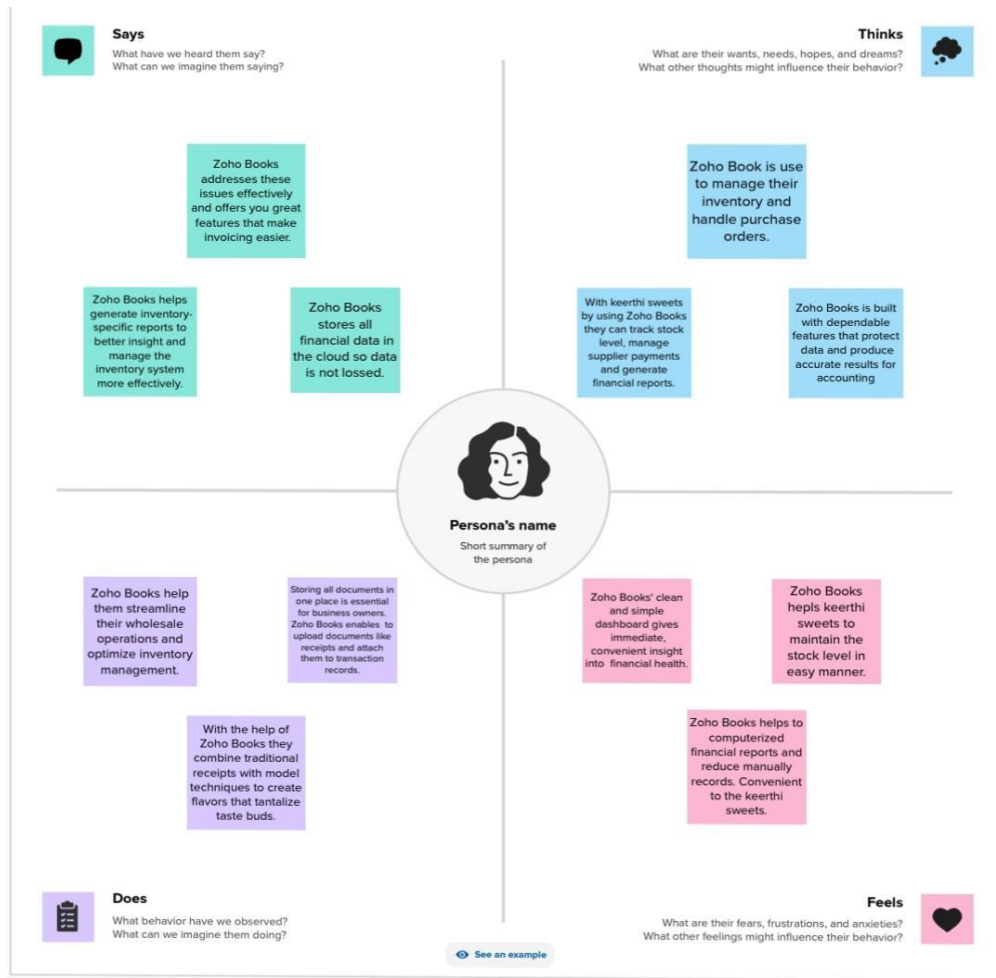 Says
What have we heard them say?
What can we imagine them saying?
Thinks
What are their wants, needs, hopes, and dreams?
What other thoughts might influence their behavior?
Zoho Books
addresses these
issues effectively
and offers you great
features that make
invoicing easier.
Zoho Books helps
generate inventory-
specific reports to
better insight and
manage the
inventory system
more effectively.
Zoho Books
stores all
financial data in
the cloud so data
is not lossed.
Zoho Book is use
to manage their
inventory and
handle purchase
orders.
With keerthi sweets
by using Zoho Books
they can track stock
level, manage
supplier payments
and generate
financial reports.
Zoho Books is built
with dependable
features that protect
data and produce
accurate results for
accounting
Persona's name
Short summary of
the persona
Zoho Books help
them streamline
their wholesale
operations and
optimize inventory
management.
Storing all documents in
one place is essential
for business owners.
Zoho Books enables to
upload documents like
receipts and attach
them to transaction
records.
With the help of
Zoho Books they
combine traditional
receipts with model
techniques to create
flavors that tantalize
taste buds.
Zoho Books' clean
and simple
dashboard gives
immediate,
convenient insight
into financial health.
Zoho Books
hepls keerthi
sweets to
maintain the
stock level in
easy manner.
Zoho Books helps to
computerized
financial reports and
reduce manually
records. Convenient
to the keerthi
sweets.
Does
What behavior have we observed?
What can we imagine them doing?
Feels
What are their fears, frustrations, and anxieties?
What other feelings might influence their behavior?
See an example